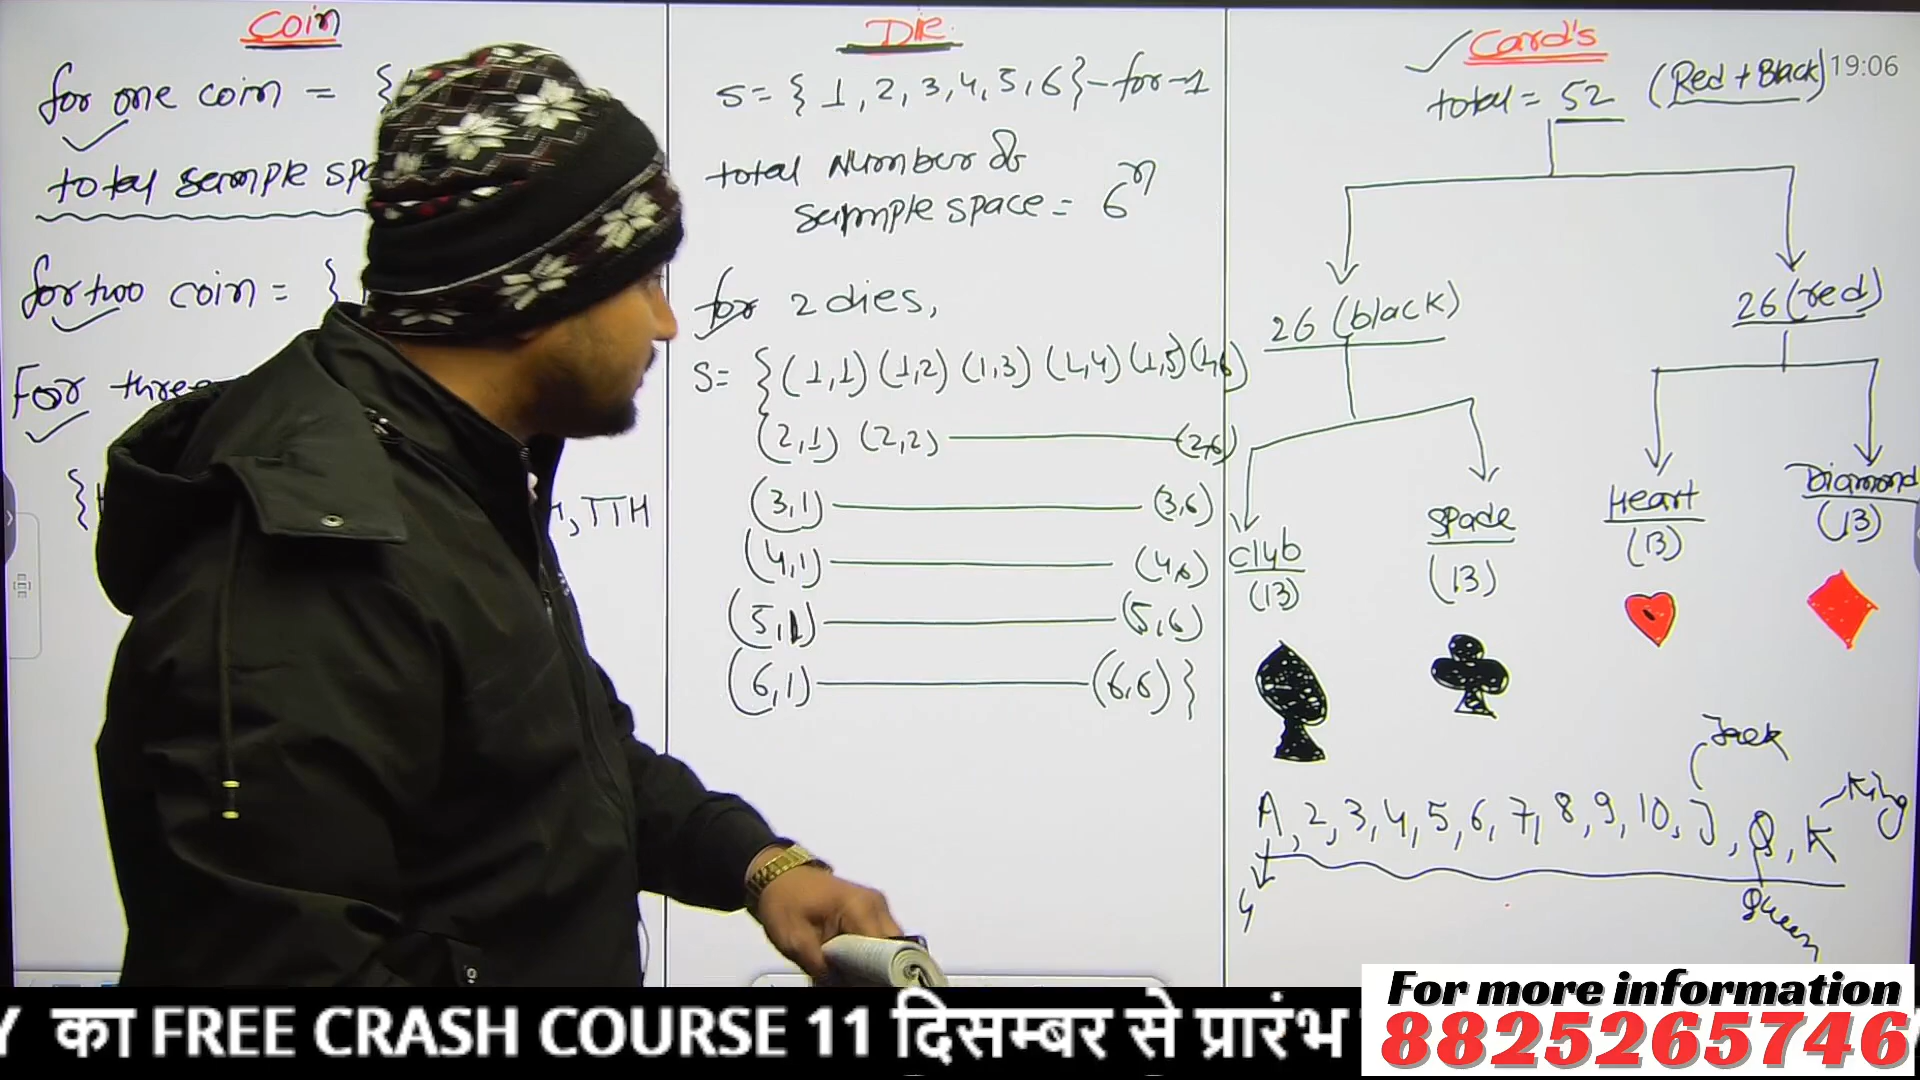 Coin
for one coin = {
total sample spa
for two coin = {
For three
{
, TTH
Die
S = { 1, 2, 3, 4, 5, 6 } - for - 1
total Number of
sample space = 6^n
for 2 dies,
S = { (1,1) (1,2) (1,3) (1,4) (1,5) (1,6)
(2,1) (2,2) (2,6)
(3,1) (3,6)
(4,1) (4,6)
(5,1) (5,6)
(6,1) (6,6) }
Card's
total = 52 (Red + Black) 19:06
26 (black)
26 (red)
club
(13)
Spade
(13)
Heart
(13)
Diamond
(13)
Jack
King
A, 2, 3, 4, 5, 6, 7, 8, 9, 10, J, Q, K
4
Queen
Y का FREE CRASH COURSE 11 दिसम्बर से प्रारंभ
For more information
8825265746